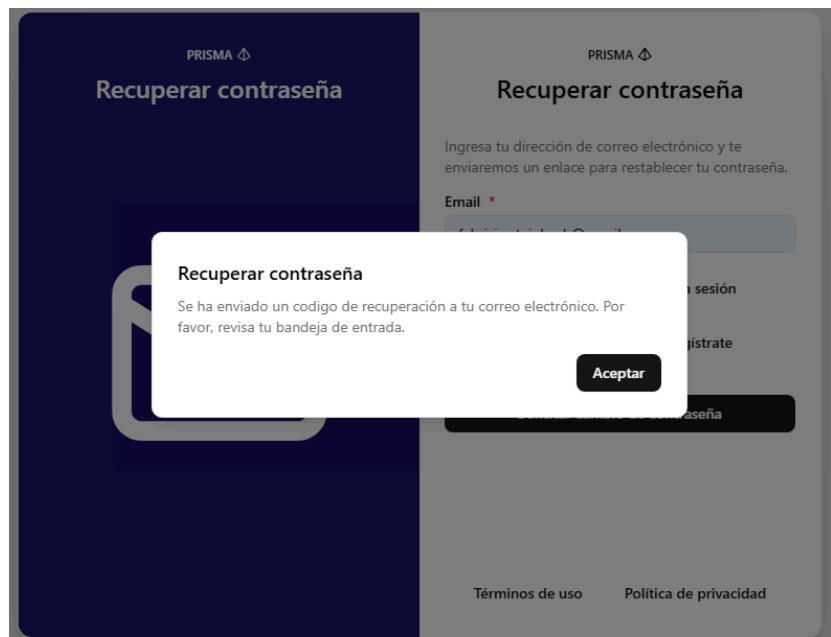 PRISMA
Recuperar contraseña
PRISMA
Recuperar contraseña
Ingresa tu dirección de correo electrónico y te
enviaremos un enlace para restablecer tu contraseña.
Email *
sesión
Recuperar contraseña
Se ha enviado un codigo de recuperación a tu correo electrónico. Por
favor, revisa tu bandeja de entrada.
Aceptar
Términos de uso
Política de privacidad